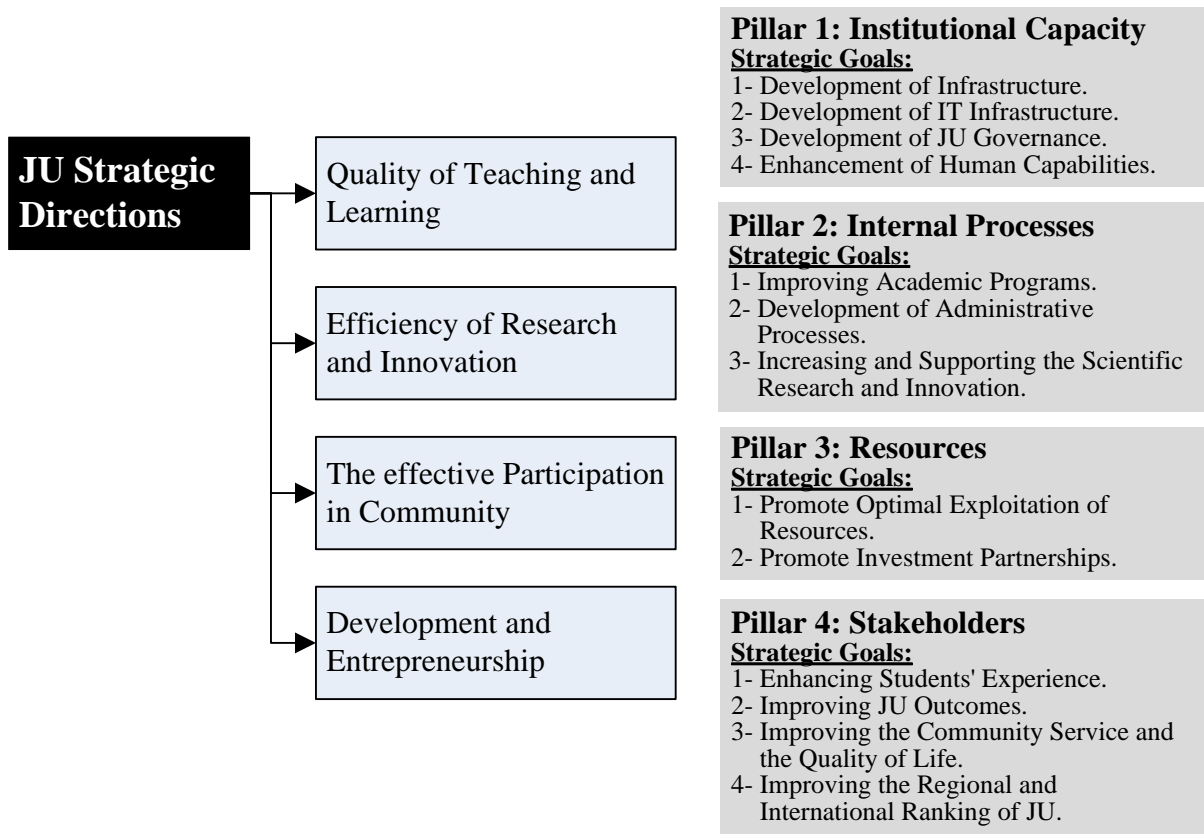 JU Strategic
Directions
Quality of Teaching and
Learning
Efficiency of Research
and Innovation
The effective Participation
in Community
Development and
Entrepreneurship
Pillar 1: Institutional Capacity
Strategic Goals:
1- Development of Infrastructure.
2- Development of IT Infrastructure.
3- Development of JU Governance.
4- Enhancement of Human Capabilities.
Pillar 2: Internal Processes
Strategic Goals:
1- Improving Academic Programs.
2- Development of Administrative
Processes.
3- Increasing and Supporting the Scientific
Research and Innovation.
Pillar 3: Resources
Strategic Goals:
1- Promote Optimal Exploitation of
Resources.
2- Promote Investment Partnerships.
Pillar 4: Stakeholders
Strategic Goals:
1- Enhancing Students' Experience.
2- Improving JU Outcomes.
3- Improving the Community Service and
the Quality of Life.
4- Improving the Regional and
International Ranking of JU.